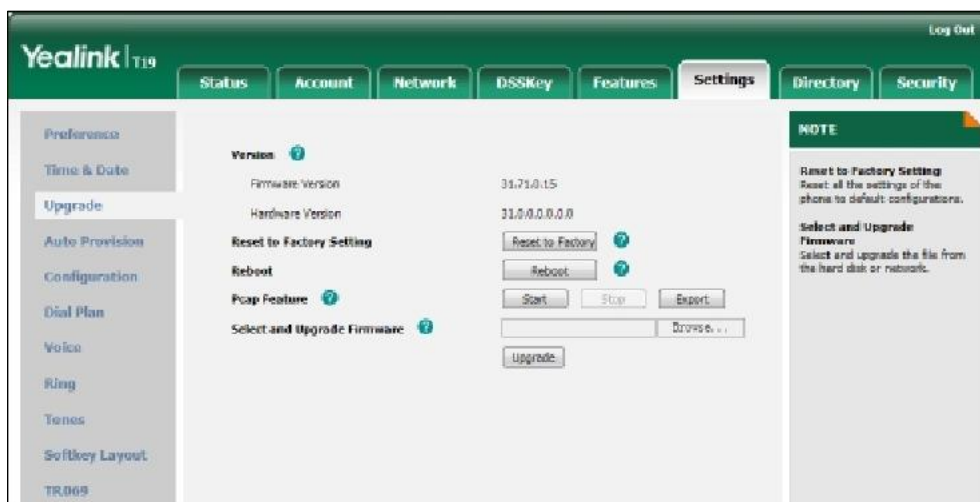 Log Out
Yealink T19
Status Account Network DSSKey Features Settings Directory Security
Preference
Time & Date
Upgrade
Auto Provision
Configuration
Dial Plan
Voice
Ring
Tones
Softkey Layout
TR069
Version ?
Firmware Version 31.71.0.15
Hardware Version 31.0.0.0.0.0.0
Reset to Factory Setting Reset to Factory ?
Reboot Reboot ?
Pcap Feature ? Start Stop Export
Select and Upgrade Firmware ? Browse...
Upgrade
NOTE
Reset to Factory Setting
Reset all the settings of the
phone to default configurations.
Select and Upgrade
Firmware
Select and upgrade the file from
the hard disk or network.